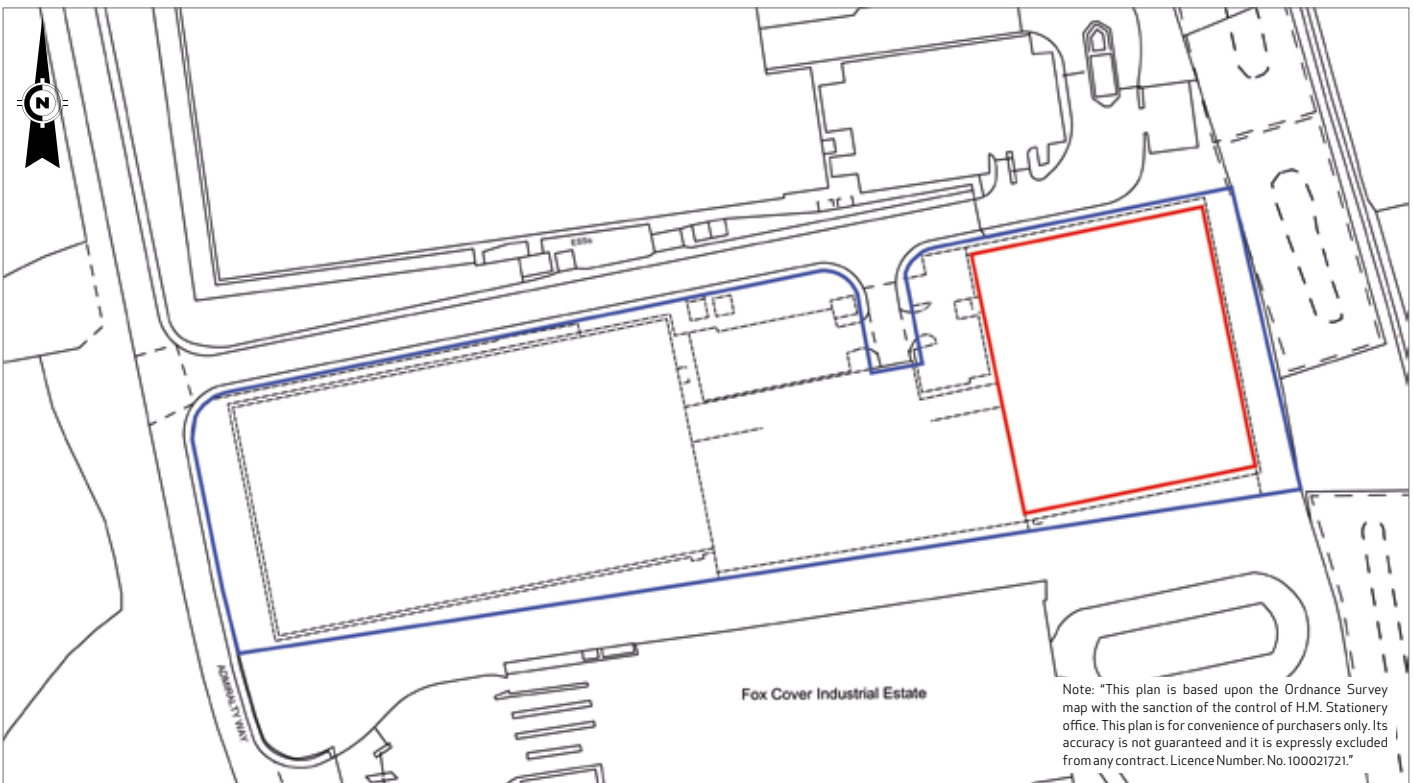 N
ESSs
ADMIRALTY WAY
Fox Cover Industrial Estate
Note: "This plan is based upon the Ordnance Survey
map with the sanction of the control of H.M. Stationery
office. This plan is for convenience of purchasers only. Its
accuracy is not guaranteed and it is expressly excluded
from any contract. Licence Number. No. 100021721."